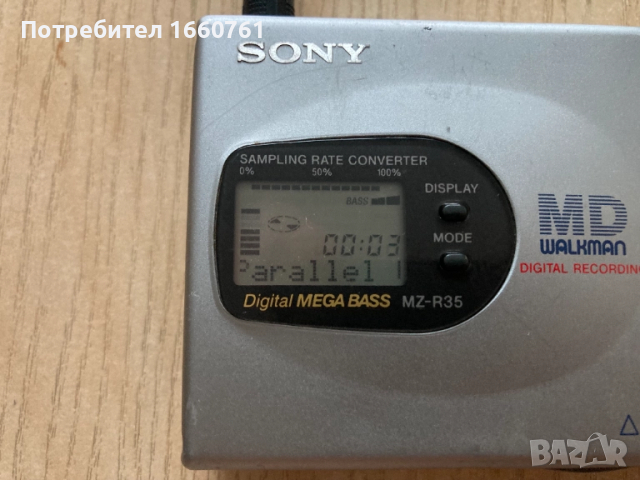 Потребител 1660761
SONY
SAMPLING RATE CONVERTER
0% 50% 100%
DISPLAY
BASS
MODE
00:03
Parallel
Digital MEGA BASS MZ-R35
MD
WALKMAN
DIGITAL RECORDING
BAZAR